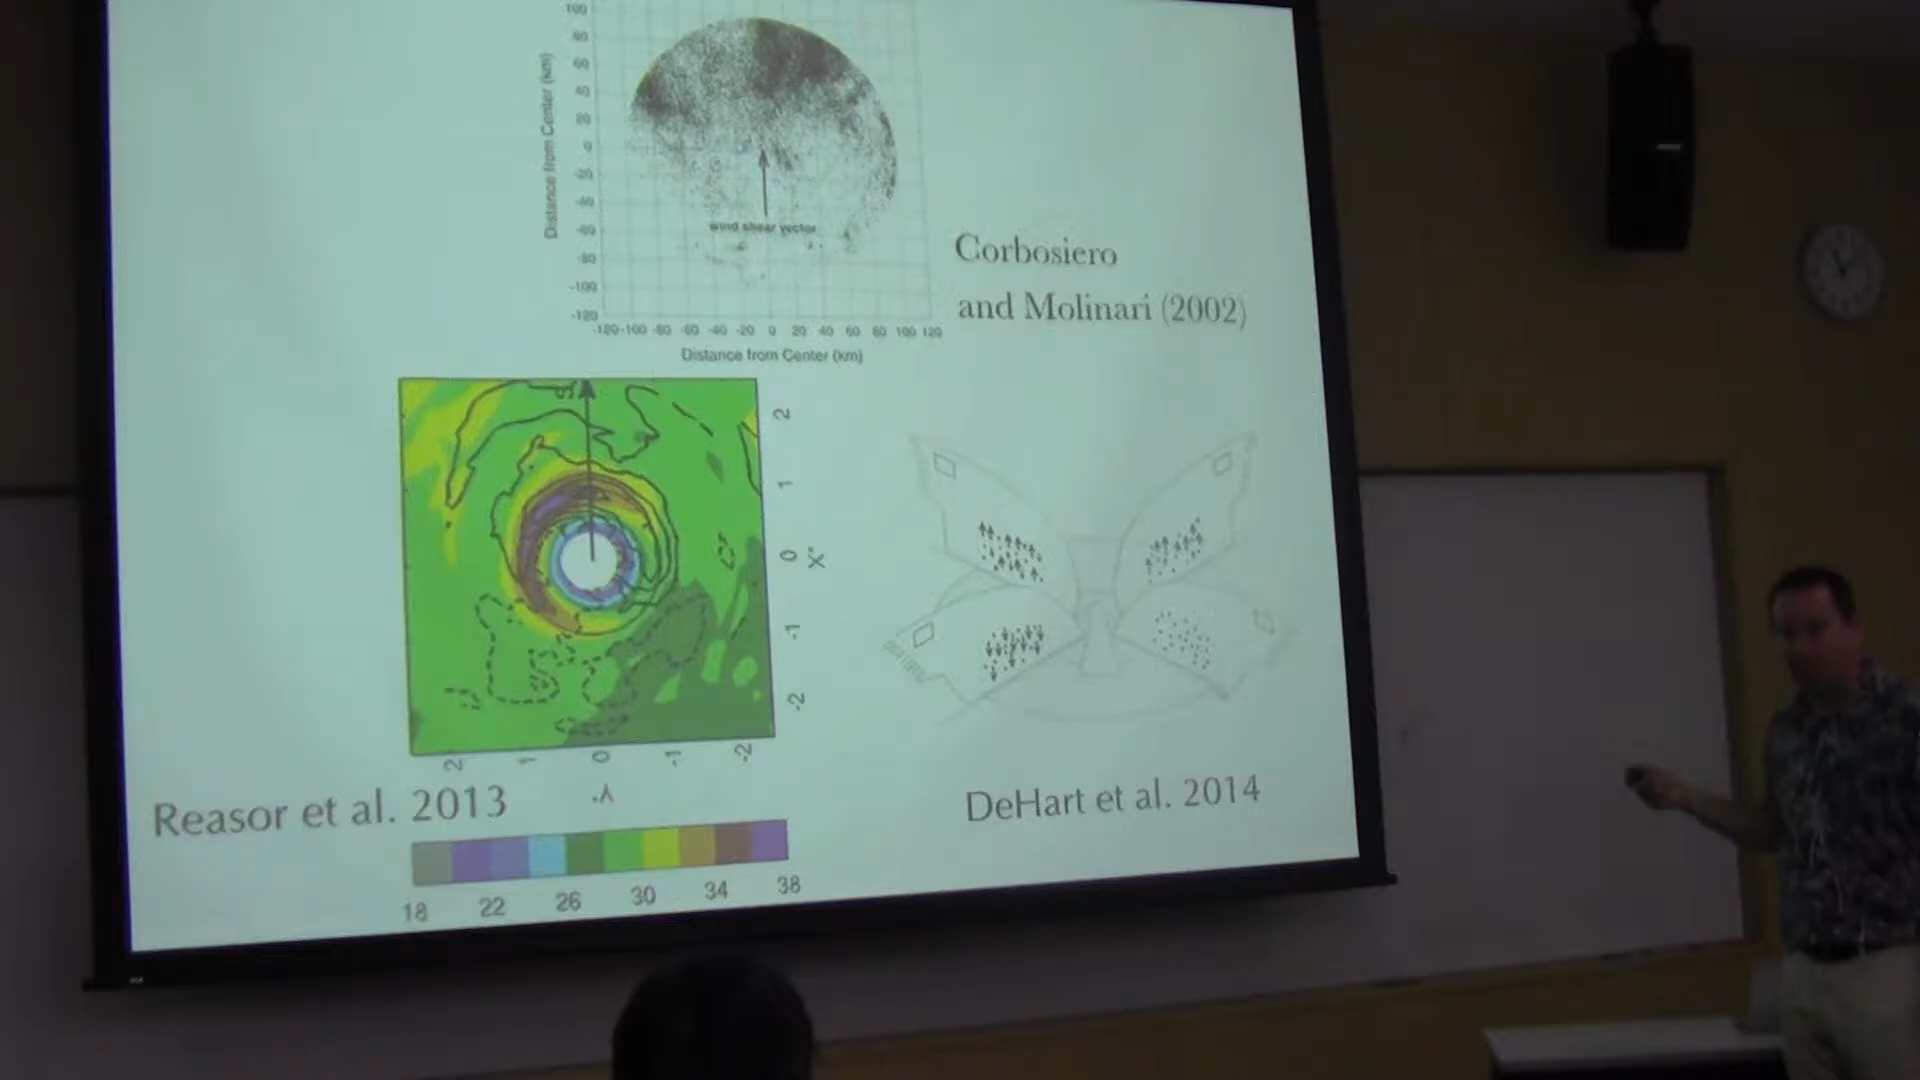 100
80
60
40
20
0
-20
-40
-60
-80
-100
-120
Distance from Center (km)
wind shear vector
-120 -100 -80 -60 -40 -20 0 20 40 60 80 100 120
Distance from Center (km)
Corbosiero
and Molinari (2002)
S
2
1
0
X*
-1
-2
2 1 0 -1 -2
Y*
Reasor et al. 2013
18 22 26 30 34 38
DeHart et al. 2014